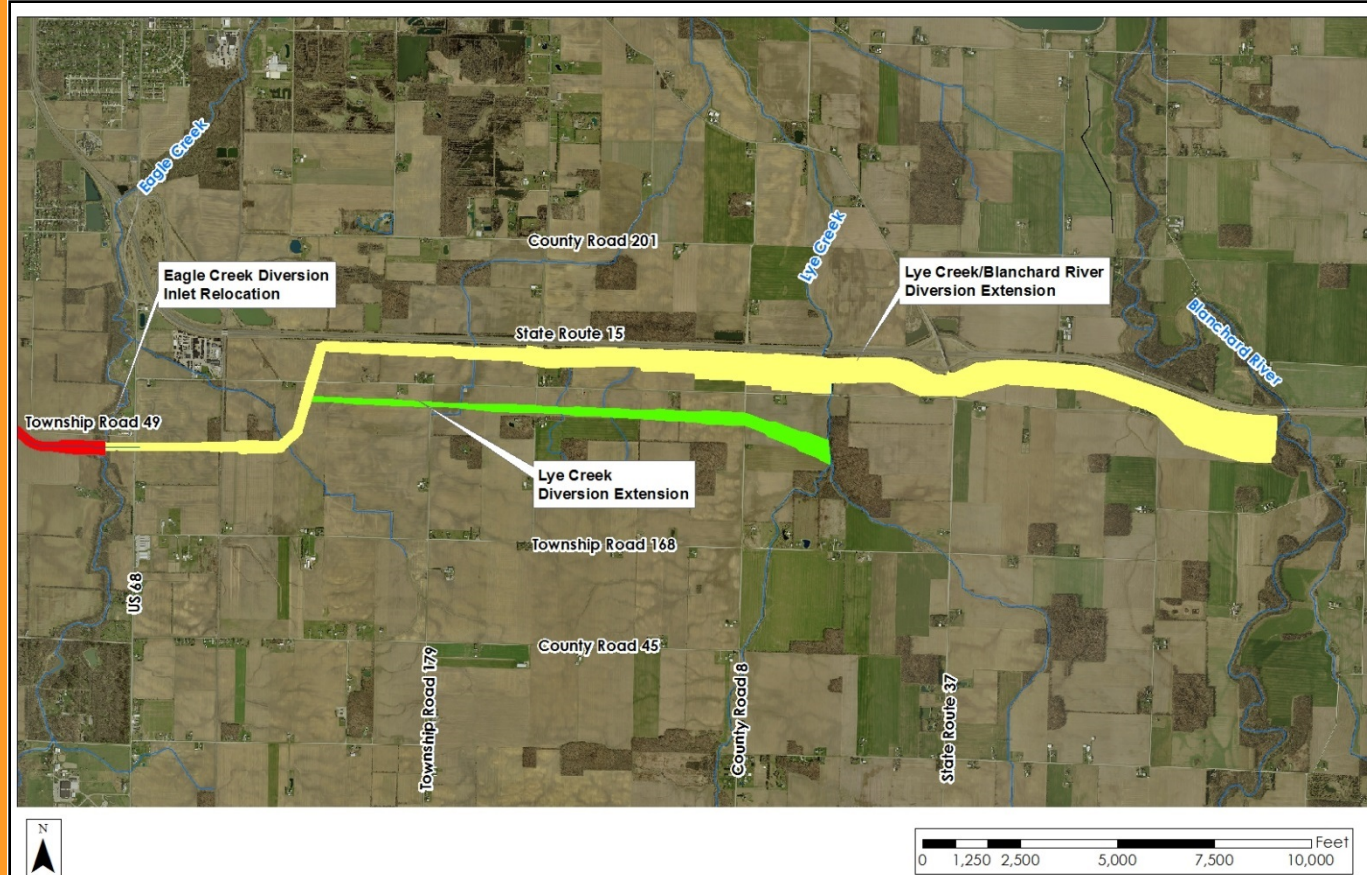 Eagle Creek
Lye Creek
County Road 201
Eagle Creek Diversion
Inlet Relocation
Lye Creek/Blanchard River
Diversion Extension
State Route 15
Blanchard River
Township Road 49
Lye Creek
Diversion Extension
Township Road 168
US 68
County Road 45
Township Road 179
County Road 8
State Route 37
N
Feet
0 1,250 2,500 5,000 7,500 10,000